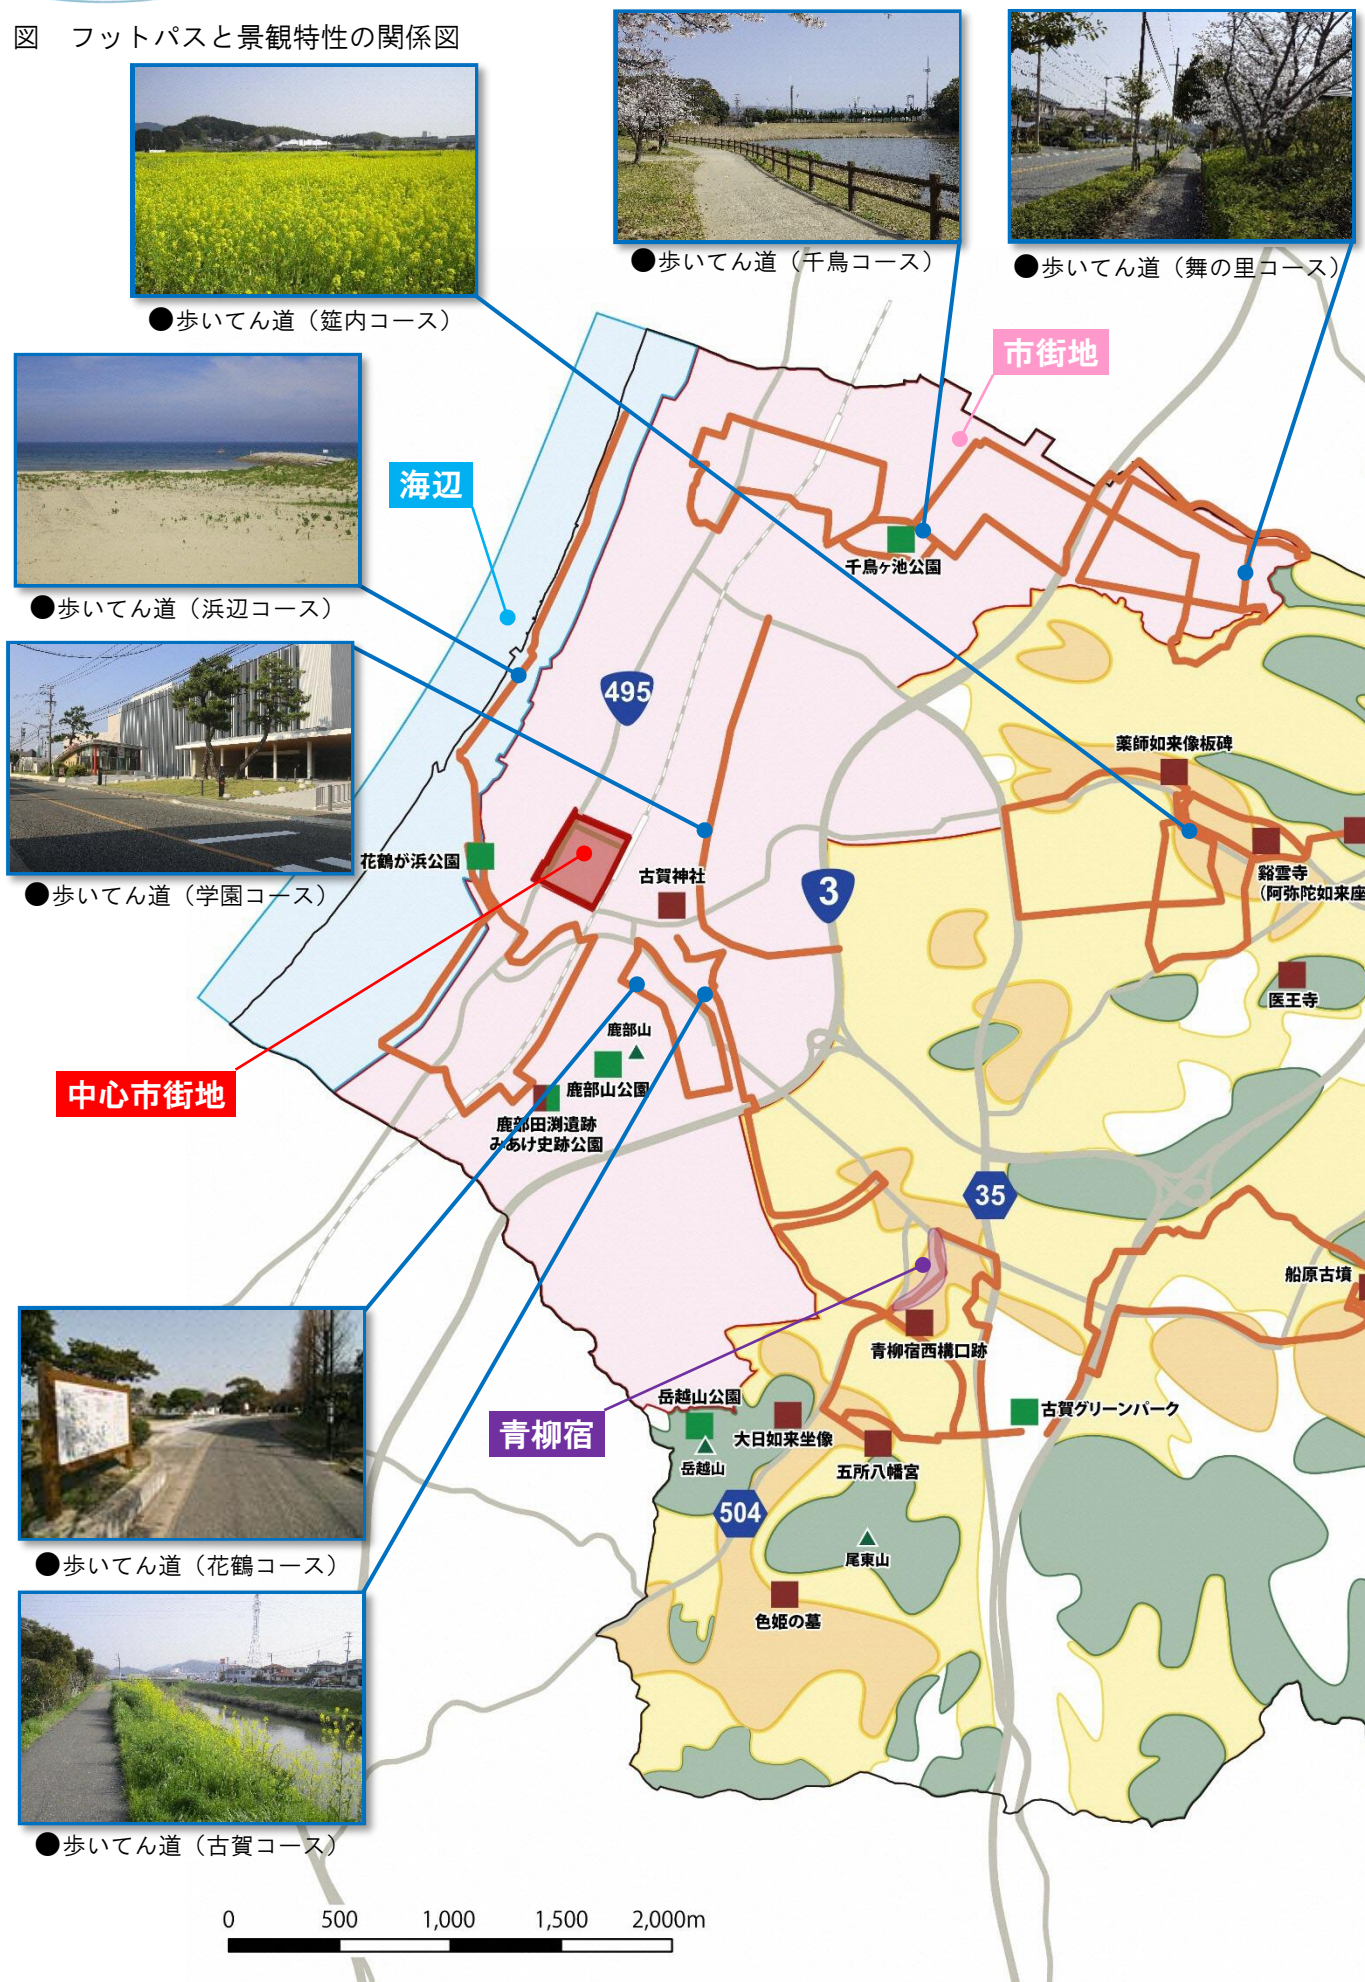 図　フットパスと景観特性の関係図
●歩いてん道（筵内コース）
●歩いてん道（千鳥コース）
●歩いてん道（舞の里コース）
市街地
海辺
●歩いてん道（浜辺コース）
千鳥ヶ池公園
495
薬師如来像板碑
●歩いてん道（学園コース）
花鶴が浜公園
古賀神社
3
谿雲寺
（阿弥陀如来座
医王寺
鹿部山
鹿部山公園
中心市街地
鹿部田渕遺跡
みあけ史跡公園
35
船原古墳
青柳宿西構口跡
岳越山公園
青柳宿
大日如来坐像
古賀グリーンパーク
岳越山
五所八幡宮
504
尾東山
●歩いてん道（花鶴コース）
色姫の墓
●歩いてん道（古賀コース）
0 500 1,000 1,500 2,000m